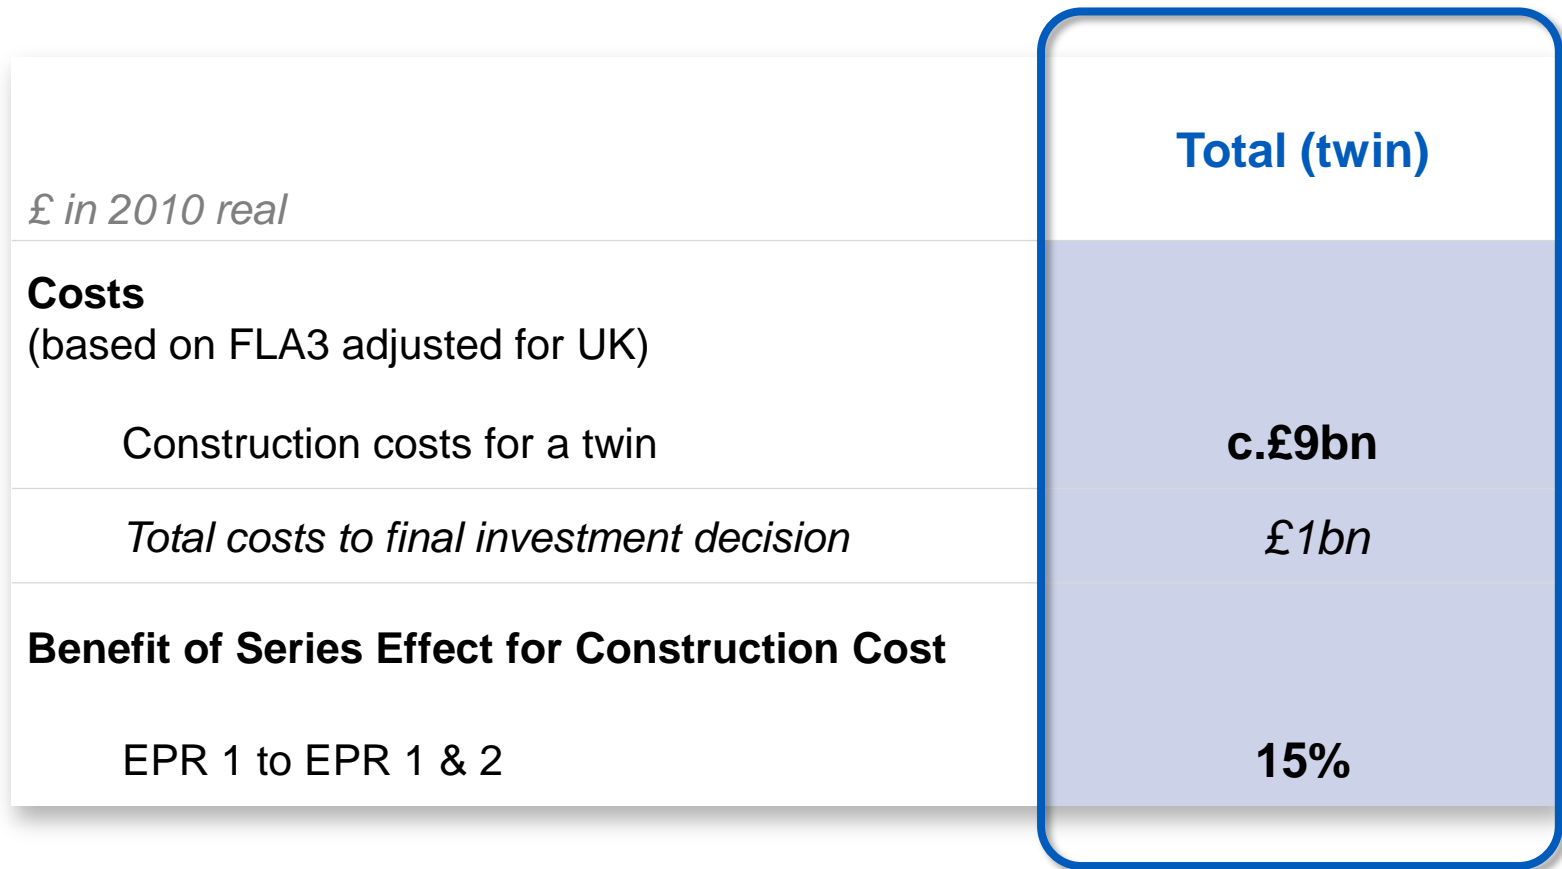 Total (twin)
£ in 2010 real
Costs
(based on FLA3 adjusted for UK)
Construction costs for a twin c.£9bn
Total costs to final investment decision £1bn
Benefit of Series Effect for Construction Cost
EPR 1 to EPR 1 & 2 15%